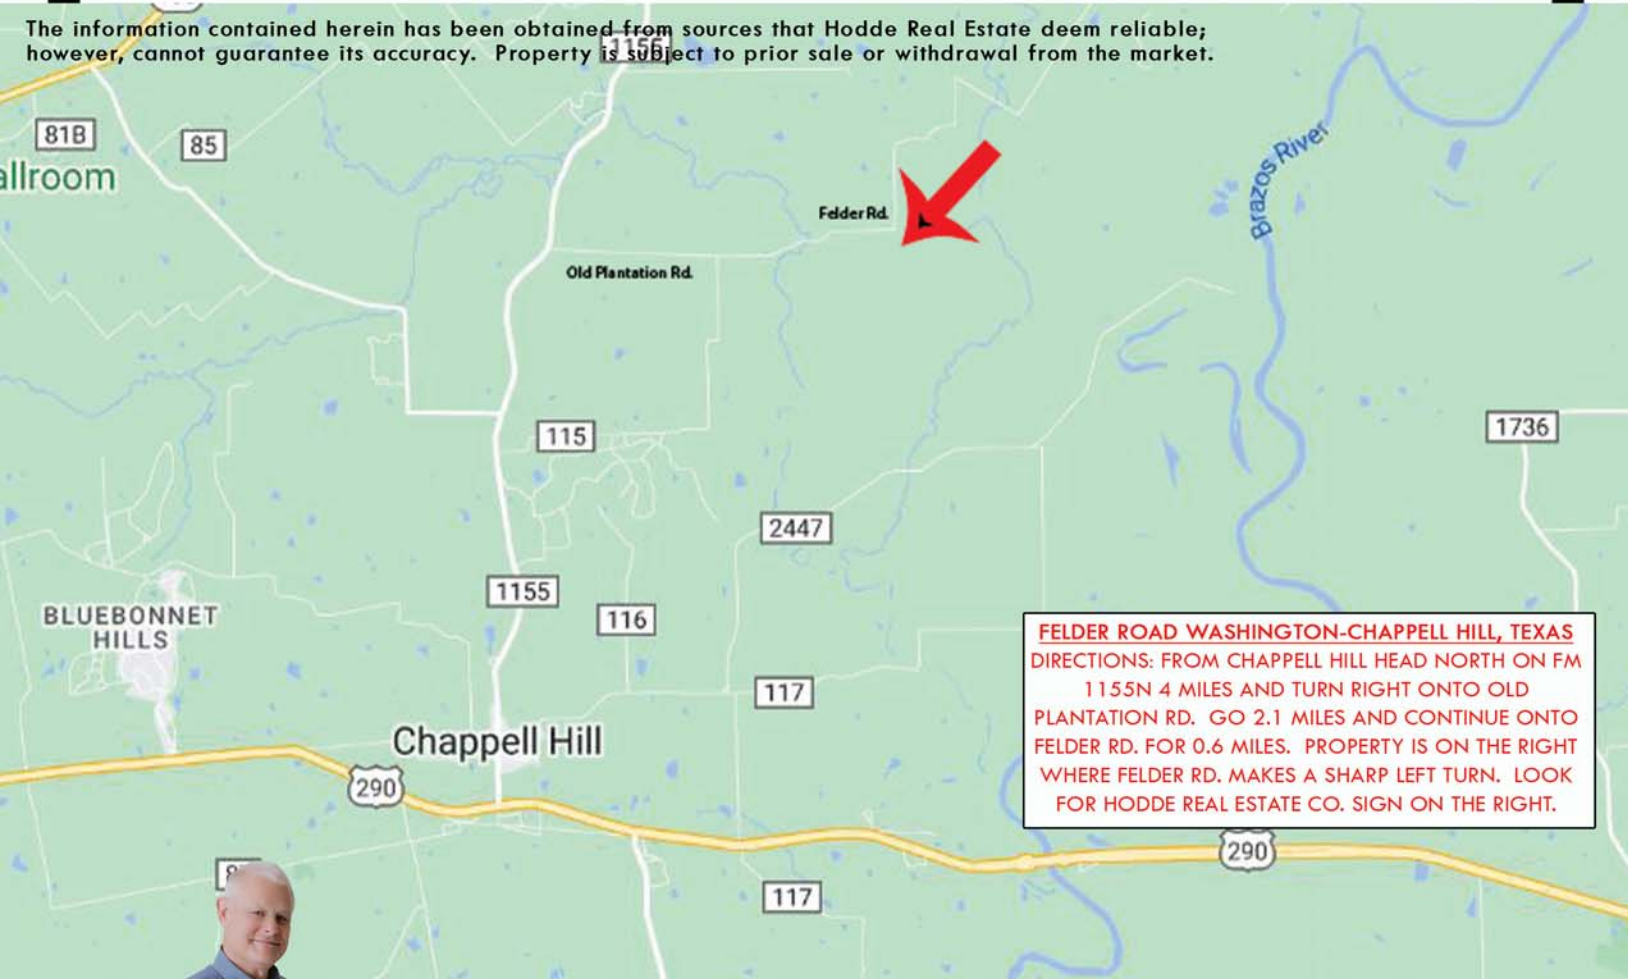 The information contained herein has been obtained from sources that Hodde Real Estate deem reliable;
however, cannot guarantee its accuracy. Property is subject to prior sale or withdrawal from the market.
1155
81B
85
allroom
Brazos River
Felder Rd.
Old Plantation Rd.
115
1736
2447
1155
116
BLUEBONNET
HILLS
117
FELDER ROAD WASHINGTON-CHAPPELL HILL, TEXAS
DIRECTIONS: FROM CHAPPELL HILL HEAD NORTH ON FM
1155N 4 MILES AND TURN RIGHT ONTO OLD
PLANTATION RD. GO 2.1 MILES AND CONTINUE ONTO
FELDER RD. FOR 0.6 MILES. PROPERTY IS ON THE RIGHT
WHERE FELDER RD. MAKES A SHARP LEFT TURN. LOOK
FOR HODDE REAL ESTATE CO. SIGN ON THE RIGHT.
Chappell Hill
290
290
117